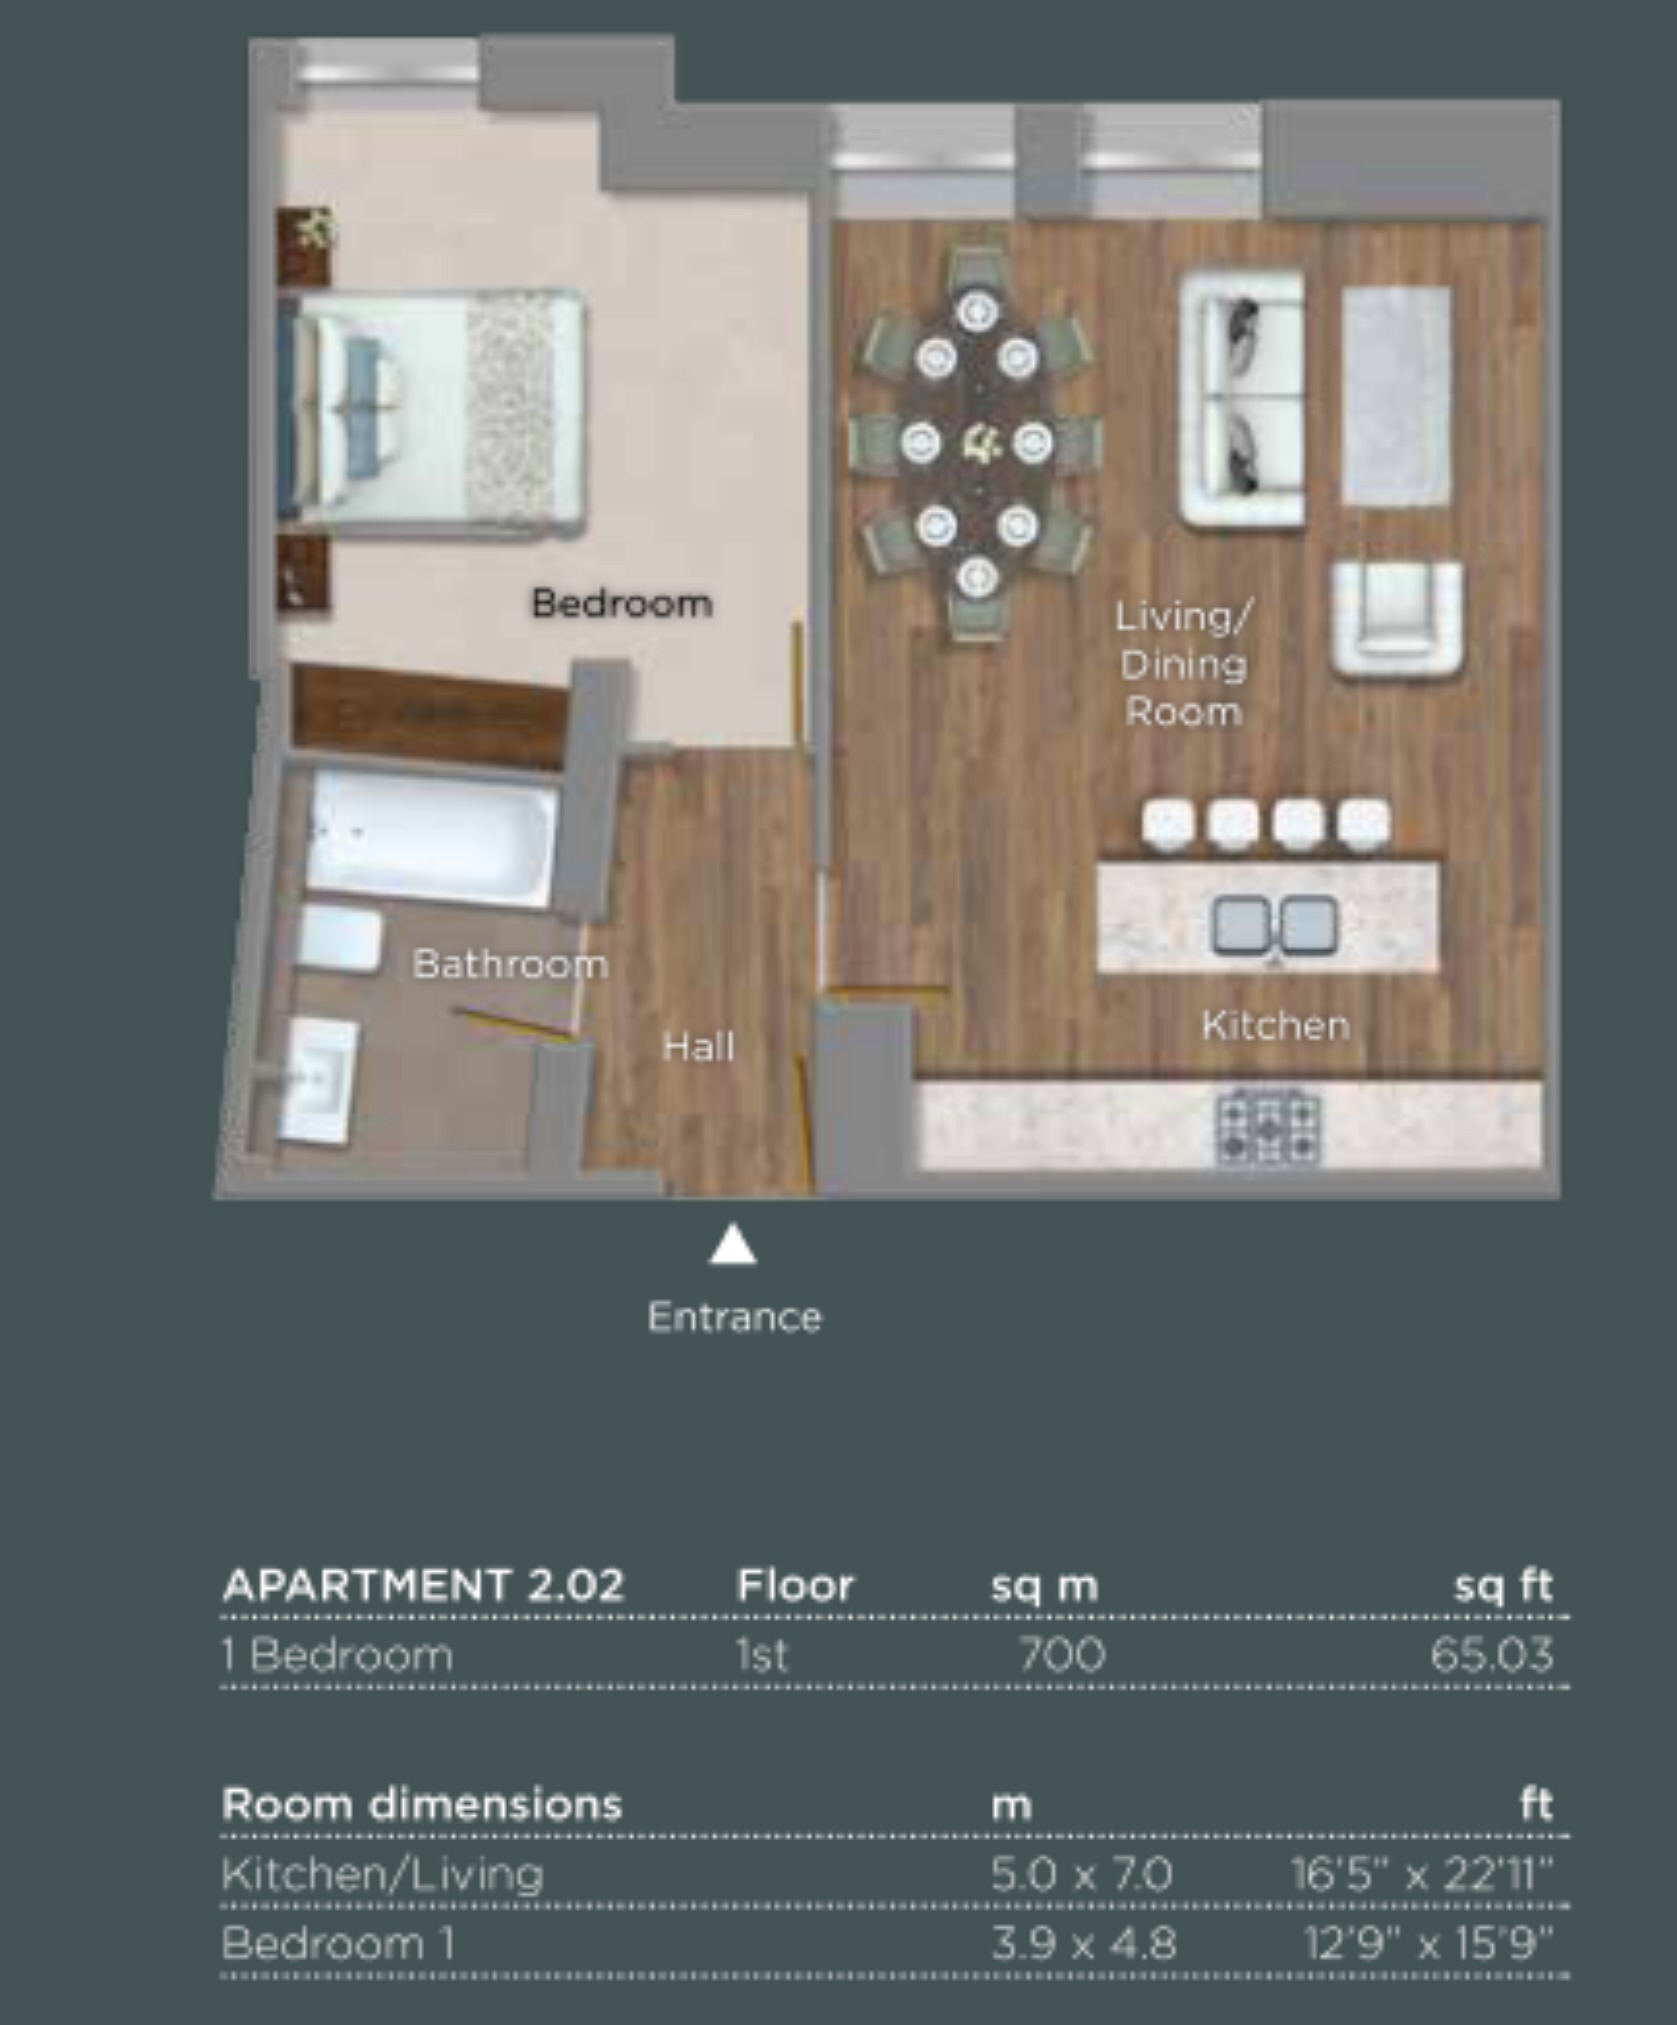 Bedroom
Living/
Dining
Room
Bathroom
Kitchen
Hall
Entrance
APARTMENT 2.02 Floor sq m sq ft
1 Bedroom 1st 700 65.03
Room dimensions m ft
Kitchen/Living 5.0 x 7.0 16'5" x 22'11"
Bedroom 1 3.9 x 4.8 12'9" x 15'9"